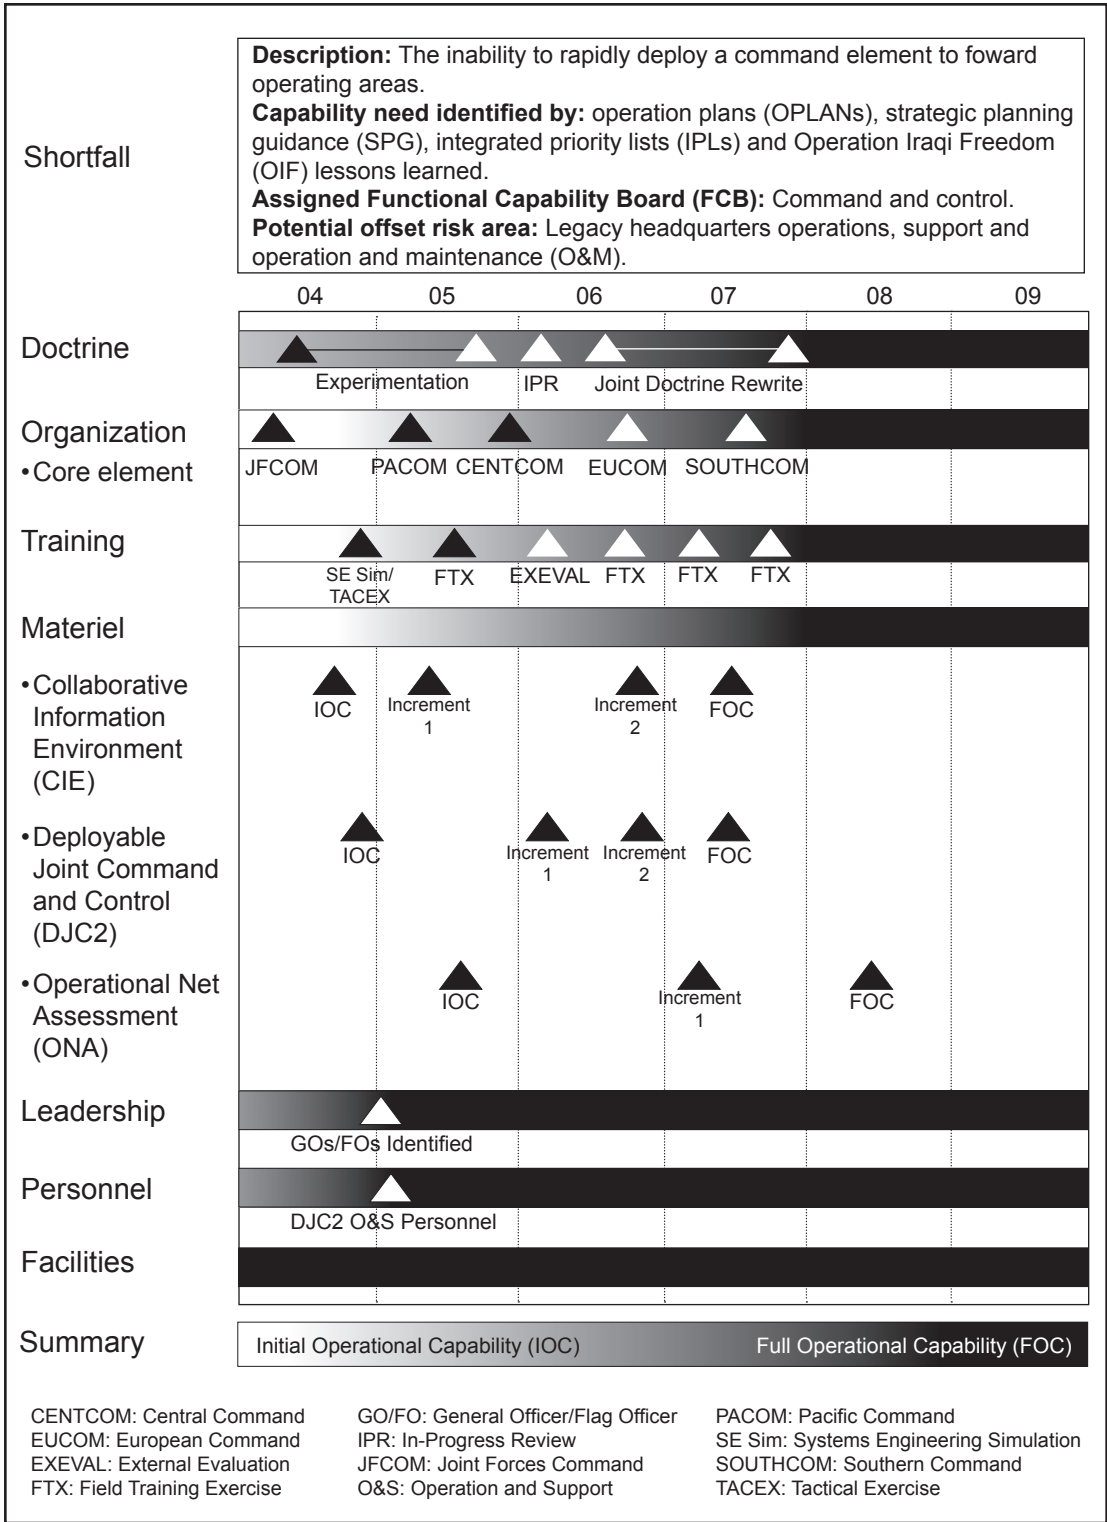 Shortfall
Description: The inability to rapidly deploy a command element to foward
operating areas.
Capability need identified by: operation plans (OPLANs), strategic planning
guidance (SPG), integrated priority lists (IPLs) and Operation Iraqi Freedom
(OIF) lessons learned.
Assigned Functional Capability Board (FCB): Command and control.
Potential offset risk area: Legacy headquarters operations, support and
operation and maintenance (O&M).
04 05 06 07 08 09
Doctrine
Experimentation IPR Joint Doctrine Rewrite
Organization
•Core element
JFCOM PACOM CENTCOM EUCOM SOUTHCOM
Training
SE Sim/
TACEX
FTX EXEVAL FTX FTX FTX
Materiel
•Collaborative
Information
Environment
(CIE)
IOC
Increment
1
Increment
2
FOC
•Deployable
Joint Command
and Control
(DJC2)
IOC
Increment
1
Increment
2
FOC
•Operational Net
Assessment
(ONA)
IOC
Increment
1
FOC
Leadership
GOs/FOs Identified
Personnel
DJC2 O&S Personnel
Facilities
Summary
Initial Operational Capability (IOC) Full Operational Capability (FOC)
CENTCOM: Central Command
EUCOM: European Command
EXEVAL: External Evaluation
FTX: Field Training Exercise
GO/FO: General Officer/Flag Officer
IPR: In-Progress Review
JFCOM: Joint Forces Command
O&S: Operation and Support
PACOM: Pacific Command
SE Sim: Systems Engineering Simulation
SOUTHCOM: Southern Command
TACEX: Tactical Exercise